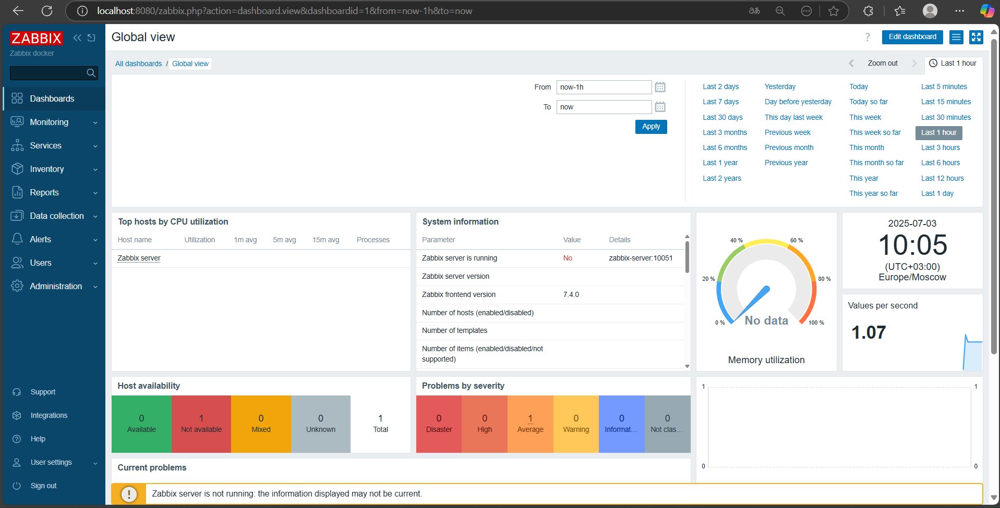 localhost:8080/zabbix.php?action=dashboard.view&dashboardid=1&from=now-1h&to=now
ZABBIX
Zabbix docker
Dashboards
Monitoring
Services
Inventory
Reports
Data collection
Alerts
Users
Administration
Support
Integrations
Help
User settings
Sign out
Global view
?
Edit dashboard
All dashboards / Global view
Zoom out
Last 1 hour
From now-1h
To now
Apply
Last 2 days Yesterday Today Last 5 minutes
Last 7 days Day before yesterday Today so far Last 15 minutes
Last 30 days This day last week This week Last 30 minutes
Last 3 months Previous week This week so far Last 1 hour
Last 6 months Previous month This month Last 3 hours
Last 1 year Previous year This month so far Last 6 hours
Last 2 years This year Last 12 hours
This year so far Last 1 day
Top hosts by CPU utilization
Host name Utilization 1m avg 5m avg 15m avg Processes
Zabbix server
System information
Parameter Value Details
Zabbix server is running No zabbix-server:10051
Zabbix server version
Zabbix frontend version 7.4.0
Number of hosts (enabled/disabled)
Number of templates
Number of items (enabled/disabled/not
supported)
40 % 60 %
20 % 80 %
0 % No data 100 %
Memory utilization
2025-07-03
10:05
(UTC+03:00)
Europe/Moscow
Values per second
1.07
Host availability
0 1 0 0 1
Available Not available Mixed Unknown Total
Problems by severity
0 0 1 0 0 0
Disaster High Average Warning Informat... Not clas...
1 1
0 0
Current problems
! Zabbix server is not running: the information displayed may not be current.